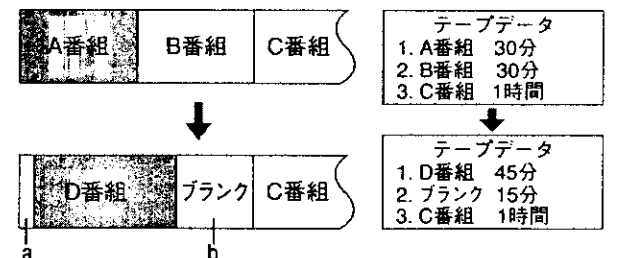 A番組 B番組 C番組
テープデータ
1. A番組 30分
2. B番組 30分
3. C番組 1時間
D番組 ブランク C番組
a b
テープデータ
1. D番組 45分
2. ブランク 15分
3. C番組 1時間